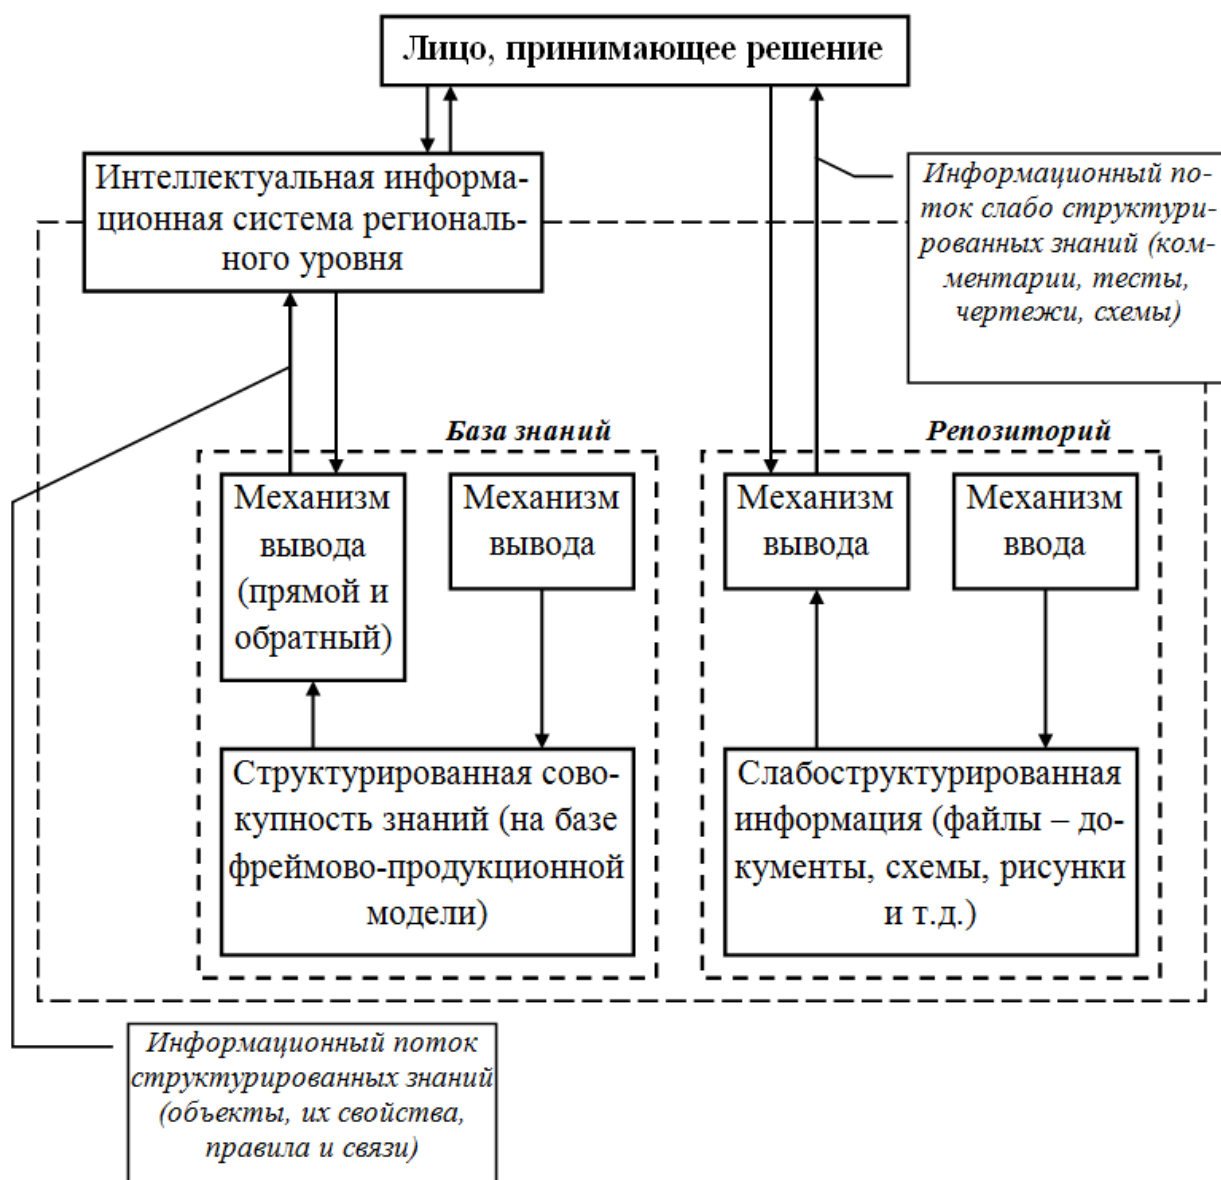 Лицо, принимающее решение
Интеллектуальная информа-
ционная система региональ-
ного уровня
Информационный по-
ток слабо структури-
рованных знаний (ком-
ментарии, тесты,
чертежи, схемы)
База знаний
Репозиторий
Механизм
вывода
(прямой и
обратный)
Механизм
вывода
Механизм
вывода
Механизм
ввода
Структурированная сово-
купность знаний (на базе
фреймово-продукционной
модели)
Слабоструктурированная
информация (файлы – до-
кументы, схемы, рисунки
и т.д.)
Информационный поток
структурированных знаний
(объекты, их свойства,
правила и связи)